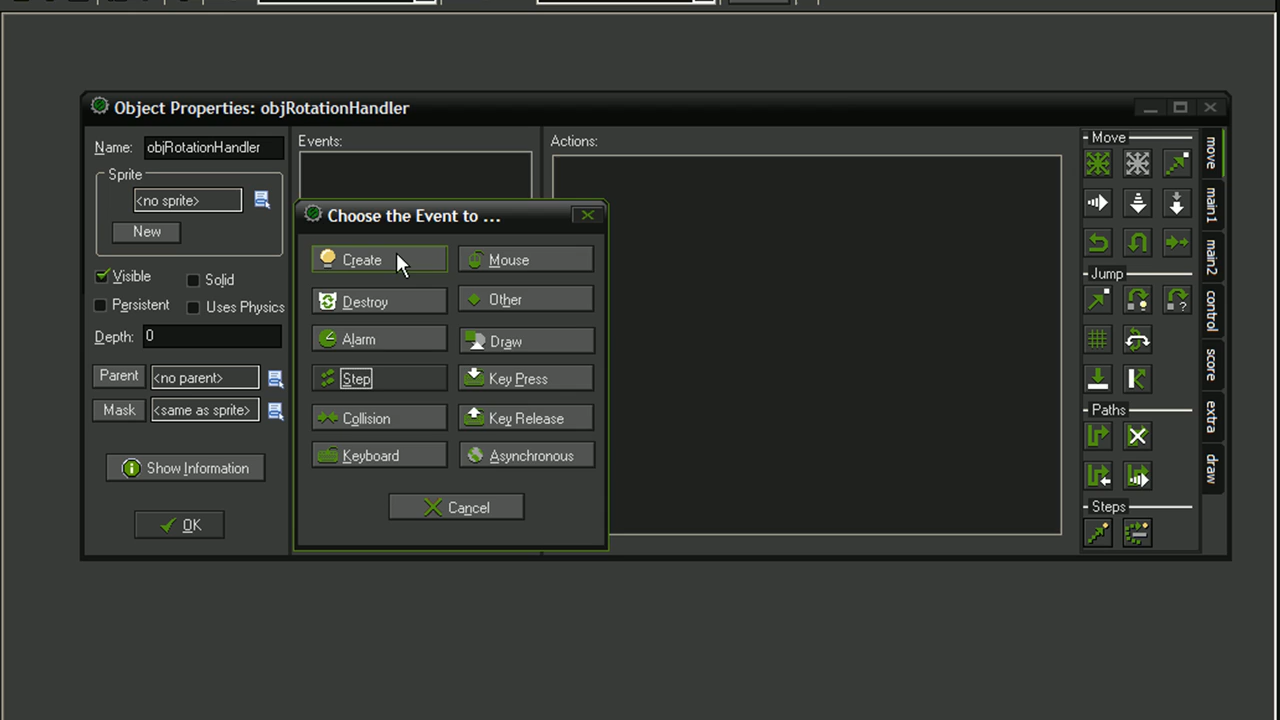 Object Properties: objRotationHandler
Name: objRotationHandler
Sprite
<no sprite>
New
Visible
Solid
Persistent
Uses Physics
Depth: 0
Parent <no parent>
Mask <same as sprite>
Show Information
OK
Events:
Choose the Event to ...
Create
Mouse
Destroy
Other
Alarm
Draw
Step
Key Press
Collision
Key Release
Keyboard
Asynchronous
Cancel
Actions:
Move
Jump
Paths
Steps
move
main1
main2
control
score
extra
draw